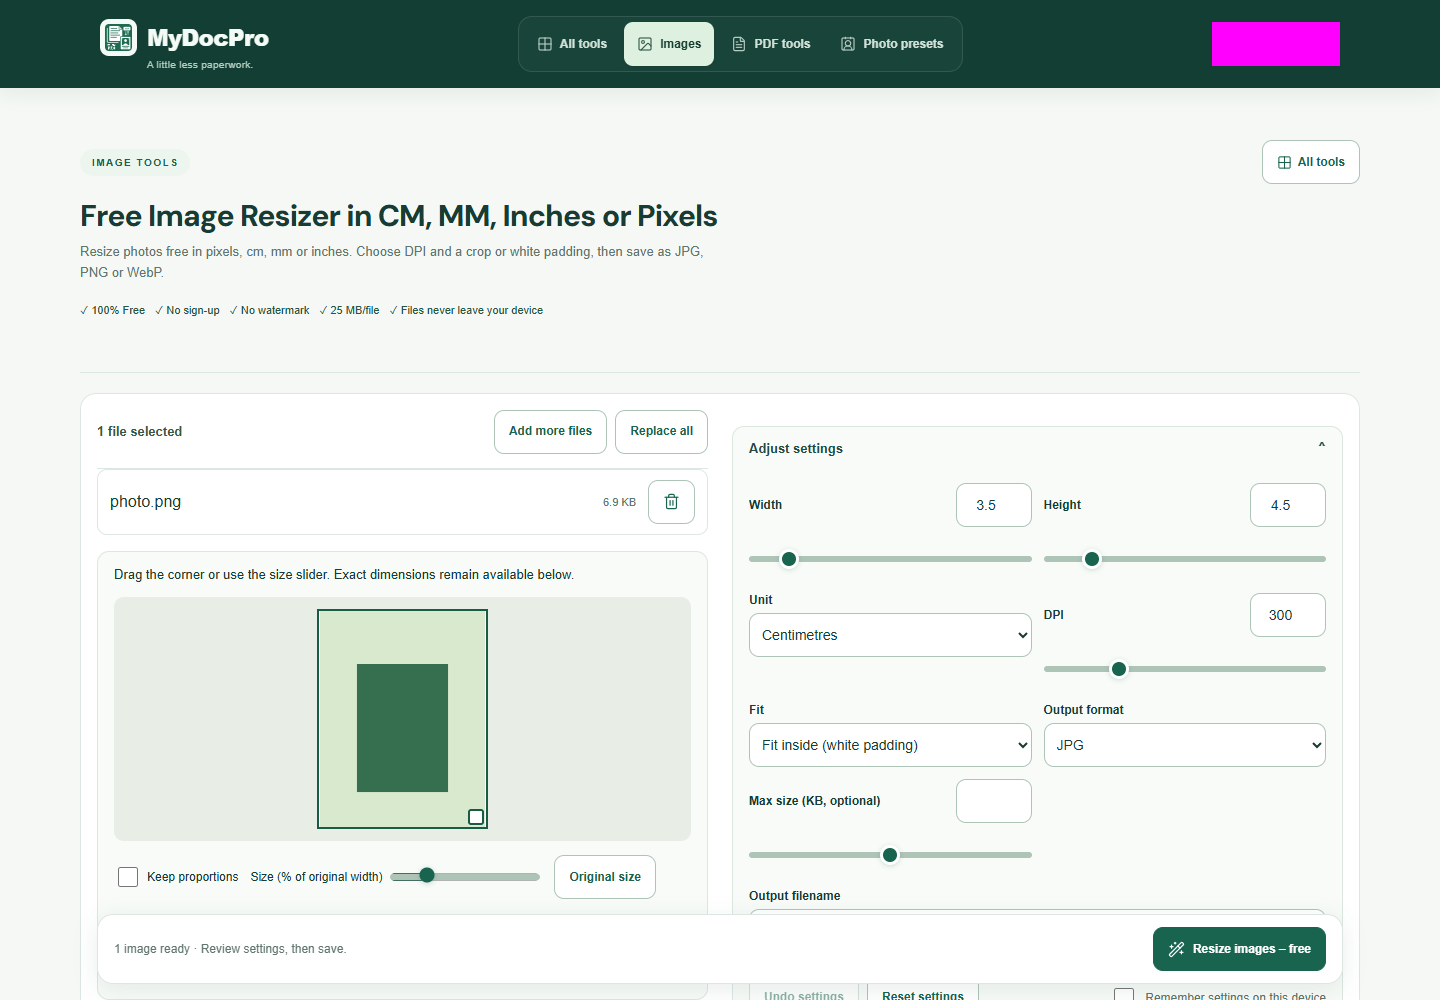 MyDocPro
A little less paperwork.
All tools
Images
PDF tools
Photo presets
IMAGE TOOLS
All tools
Free Image Resizer in CM, MM, Inches or Pixels
Resize photos free in pixels, cm, mm or inches. Choose DPI and a crop or white padding, then save as JPG,
PNG or WebP.
✓ 100% Free ✓ No sign-up ✓ No watermark ✓ 25 MB/file ✓ Files never leave your device
1 file selected
Add more files
Replace all
photo.png
6.9 KB
Drag the corner or use the size slider. Exact dimensions remain available below.
Keep proportions
Size (% of original width)
Original size
Adjust settings
Width
3.5
Height
4.5
Unit
Centimetres
DPI
300
Fit
Fit inside (white padding)
Output format
JPG
Max size (KB, optional)
Output filename
1 image ready · Review settings, then save.
Resize images – free
Undo settings
Reset settings
Remember settings on this device